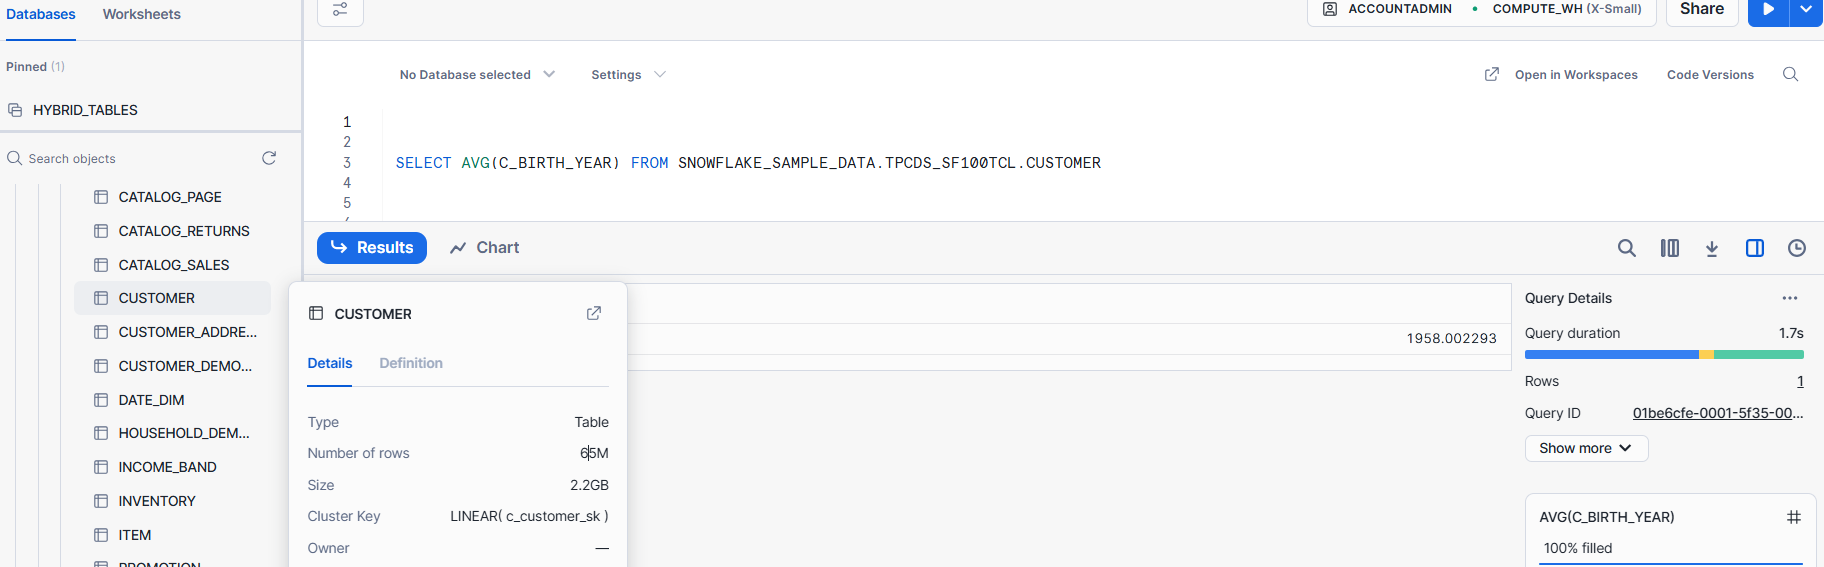 Databases Worksheets
Pinned (1)
HYBRID_TABLES
Search objects
CATALOG_PAGE
CATALOG_RETURNS
CATALOG_SALES
CUSTOMER
CUSTOMER_ADDRE...
CUSTOMER_DEMO...
DATE_DIM
HOUSEHOLD_DEM...
INCOME_BAND
INVENTORY
ITEM
PROMOTION
ACCOUNTADMIN • COMPUTE_WH (X-Small) Share
No Database selected Settings Open in Workspaces Code Versions
1
2
3 SELECT AVG(C_BIRTH_YEAR) FROM SNOWFLAKE_SAMPLE_DATA.TPCDS_SF100TCL.CUSTOMER
4
5
Results Chart
1958.002293
CUSTOMER
Details Definition
Type Table
Number of rows 65M
Size 2.2GB
Cluster Key LINEAR( c_customer_sk )
Owner —
Query Details ...
Query duration 1.7s
Rows 1
Query ID 01be6cfe-0001-5f35-00...
Show more
AVG(C_BIRTH_YEAR) #
100% filled